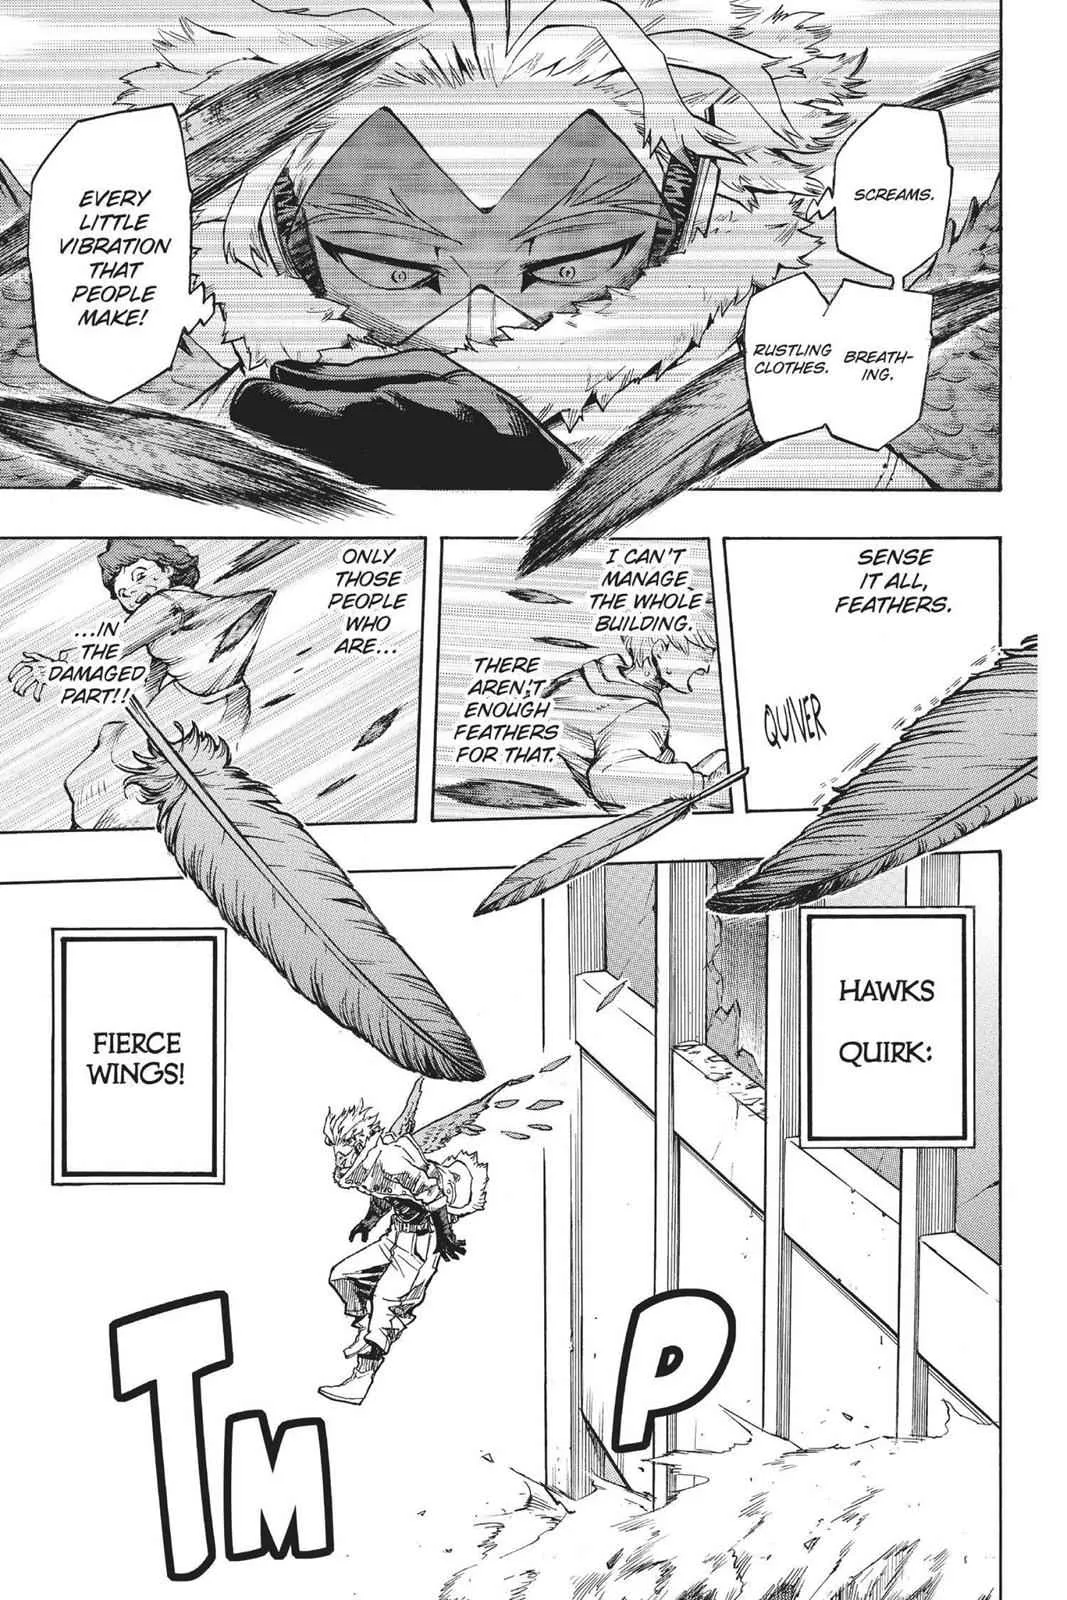 SCREAMS.
BREATH-
ING.
RUSTLING
CLOTHES.
EVERY
LITTLE
VIBRATION
THAT
PEOPLE
MAKE!
SENSE
IT ALL,
FEATHERS.
QUIVER
I CAN'T
MANAGE
THE WHOLE
BUILDING.
THERE
AREN'T
ENOUGH
FEATHERS
FOR THAT.
ONLY
THOSE
PEOPLE
WHO
ARE...
...IN
THE
DAMAGED
PART!!
HAWKS
QUIRK:
FIERCE
WINGS!
TMP